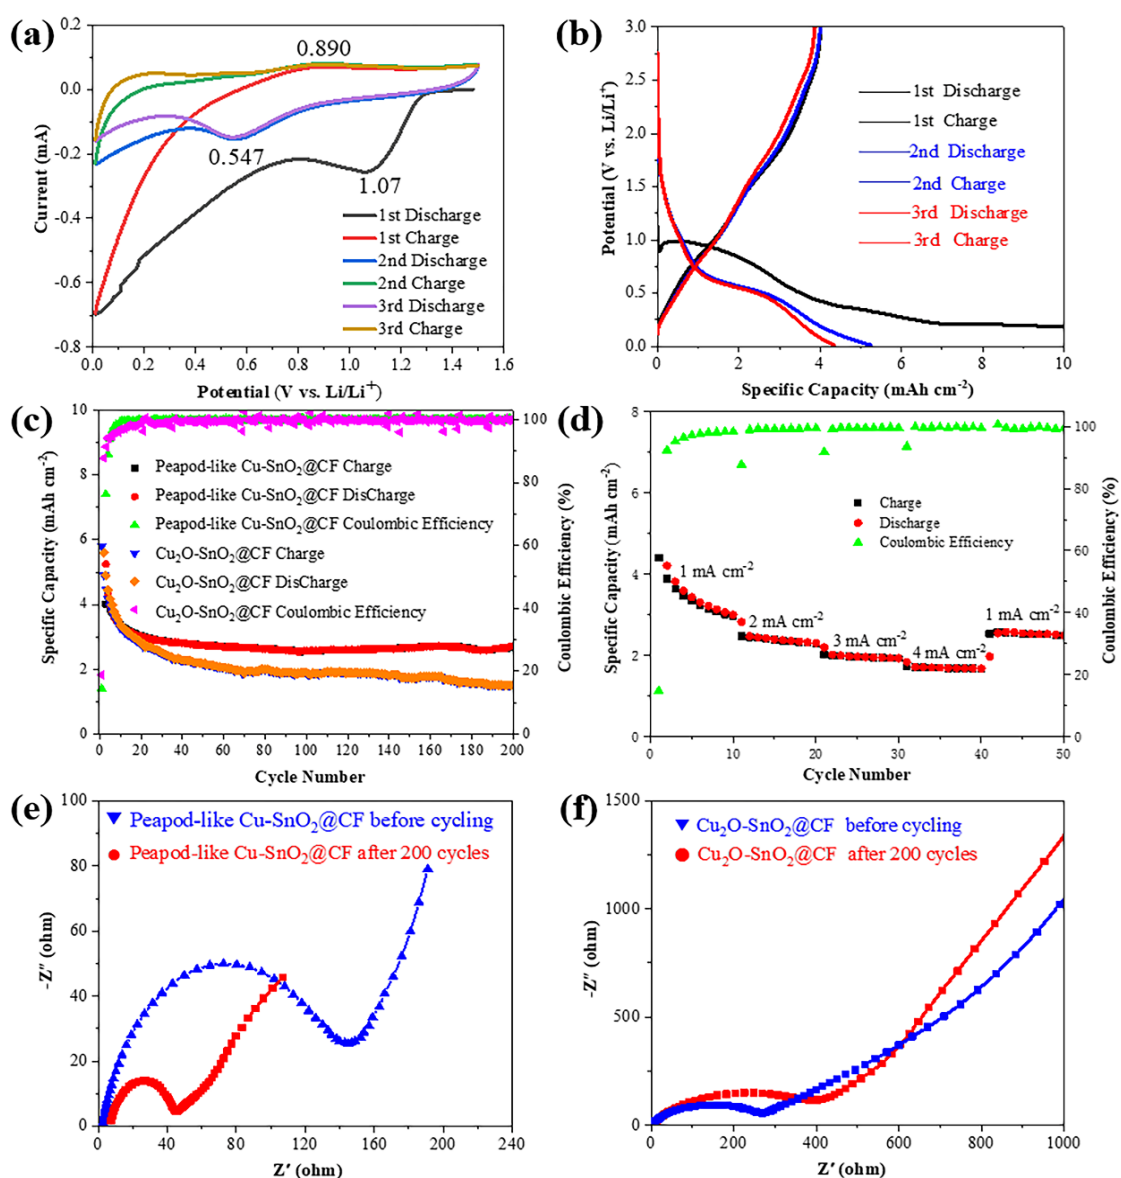 (a)
0.2
0.0
-0.2
-0.4
-0.6
-0.8
Current (mA)
0.890
0.547
1.07
1st Discharge
1st Charge
2nd Discharge
2nd Charge
3rd Discharge
3rd Charge
0.0 0.2 0.4 0.6 0.8 1.0 1.2 1.4 1.6
Potential (V vs. Li/Li⁺)
(b)
3.0
2.5
2.0
1.5
1.0
0.5
0.0
Potential (V vs. Li/Li⁺)
1st Discharge
1st Charge
2nd Discharge
2nd Charge
3rd Discharge
3rd Charge
0 2 4 6 8 10
Specific Capacity (mAh cm⁻²)
(c)
10
8
6
4
2
0
Specific Capacity (mAh cm⁻²)
Peapod-like Cu-SnO₂@CF Charge
Peapod-like Cu-SnO₂@CF DisCharge
Peapod-like Cu-SnO₂@CF Coulombic Efficiency
Cu₂O-SnO₂@CF Charge
Cu₂O-SnO₂@CF DisCharge
Cu₂O-SnO₂@CF Coulombic Efficiency
100
80
60
40
20
0
Coulombic Efficiency (%)
0 20 40 60 80 100 120 140 160 180 200
Cycle Number
(d)
8
6
4
2
0
Specific Capacity (mAh cm⁻²)
Charge
Discharge
Coulombic Efficiency
1 mA cm⁻²
2 mA cm⁻²
3 mA cm⁻²
4 mA cm⁻²
1 mA cm⁻²
100
80
60
40
20
0
Coulombic Efficiency (%)
0 10 20 30 40 50
Cycle Number
(e)
100
80
60
40
20
0
-Z″ (ohm)
Peapod-like Cu-SnO₂@CF before cycling
Peapod-like Cu-SnO₂@CF after 200 cycles
0 40 80 120 160 200 240
Z′ (ohm)
(f)
1500
1000
500
0
-Z″ (ohm)
Cu₂O-SnO₂@CF before cycling
Cu₂O-SnO₂@CF after 200 cycles
0 200 400 600 800 1000
Z′ (ohm)